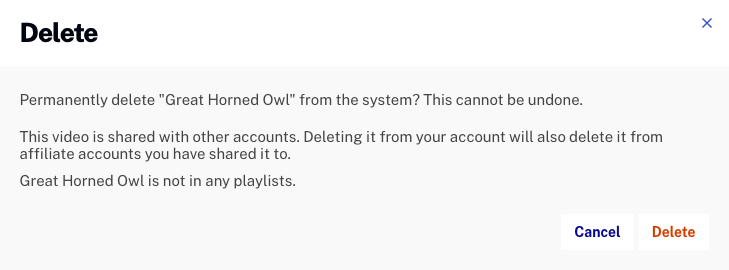 Delete
Permanently delete "Great Horned Owl" from the system? This cannot be undone.
This video is shared with other accounts. Deleting it from your account will also delete it from
affiliate accounts you have shared it to.
Great Horned Owl is not in any playlists.
Cancel Delete